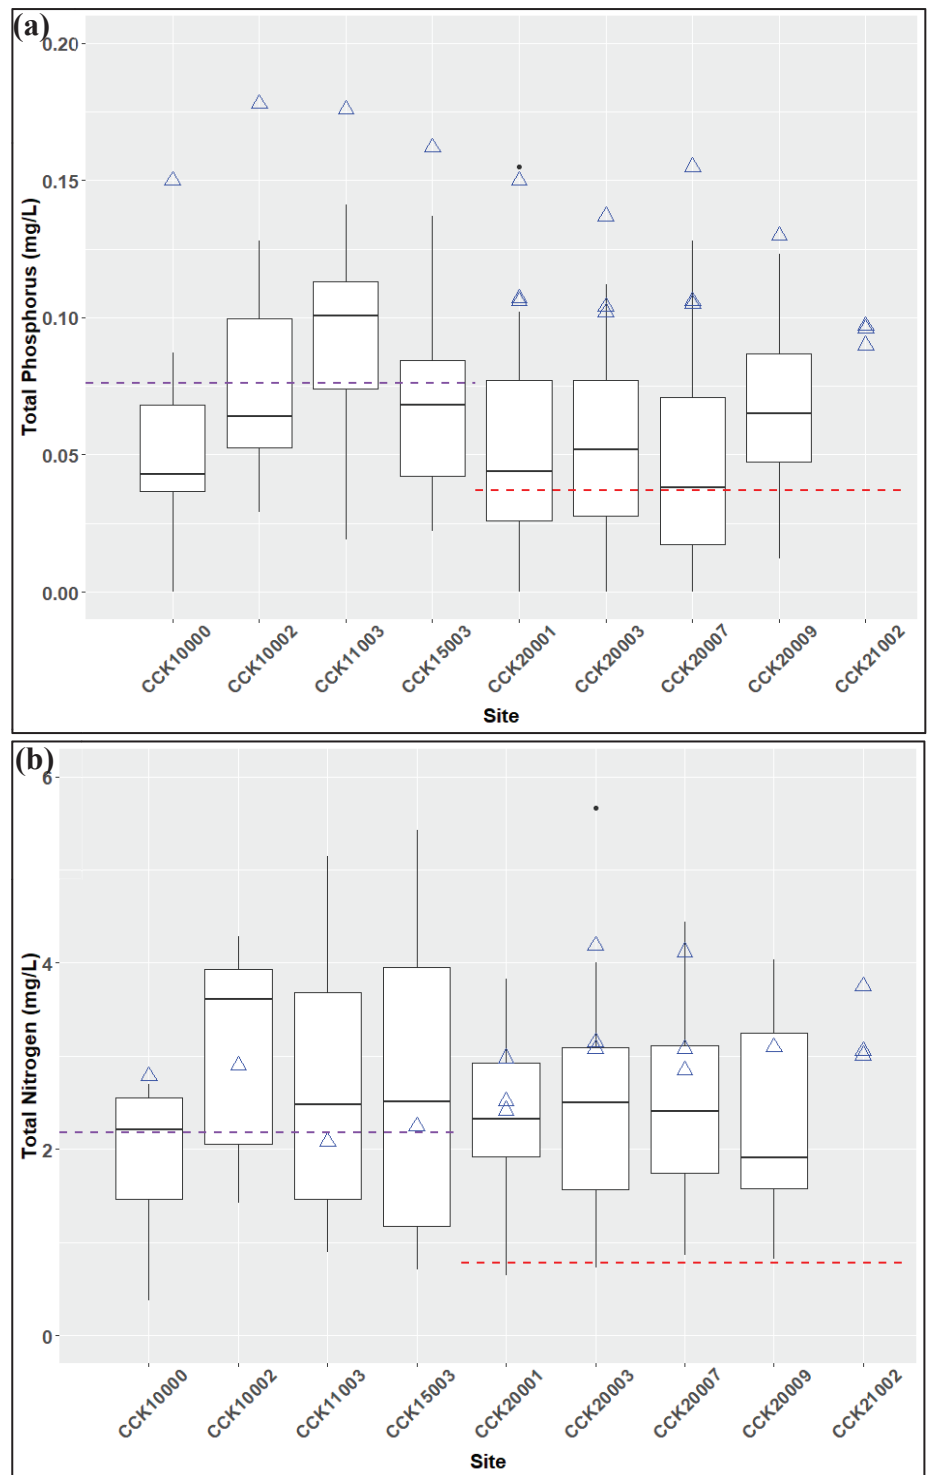 (a)
0.20
0.15
0.10
0.05
0.00
Total Phosphorus (mg/L)
CCK10000
CCK10002
CCK11003
CCK15003
CCK20001
CCK20003
CCK20007
CCK20009
CCK21002
Site
(b)
6
4
2
0
Total Nitrogen (mg/L)
CCK10000
CCK10002
CCK11003
CCK15003
CCK20001
CCK20003
CCK20007
CCK20009
CCK21002
Site